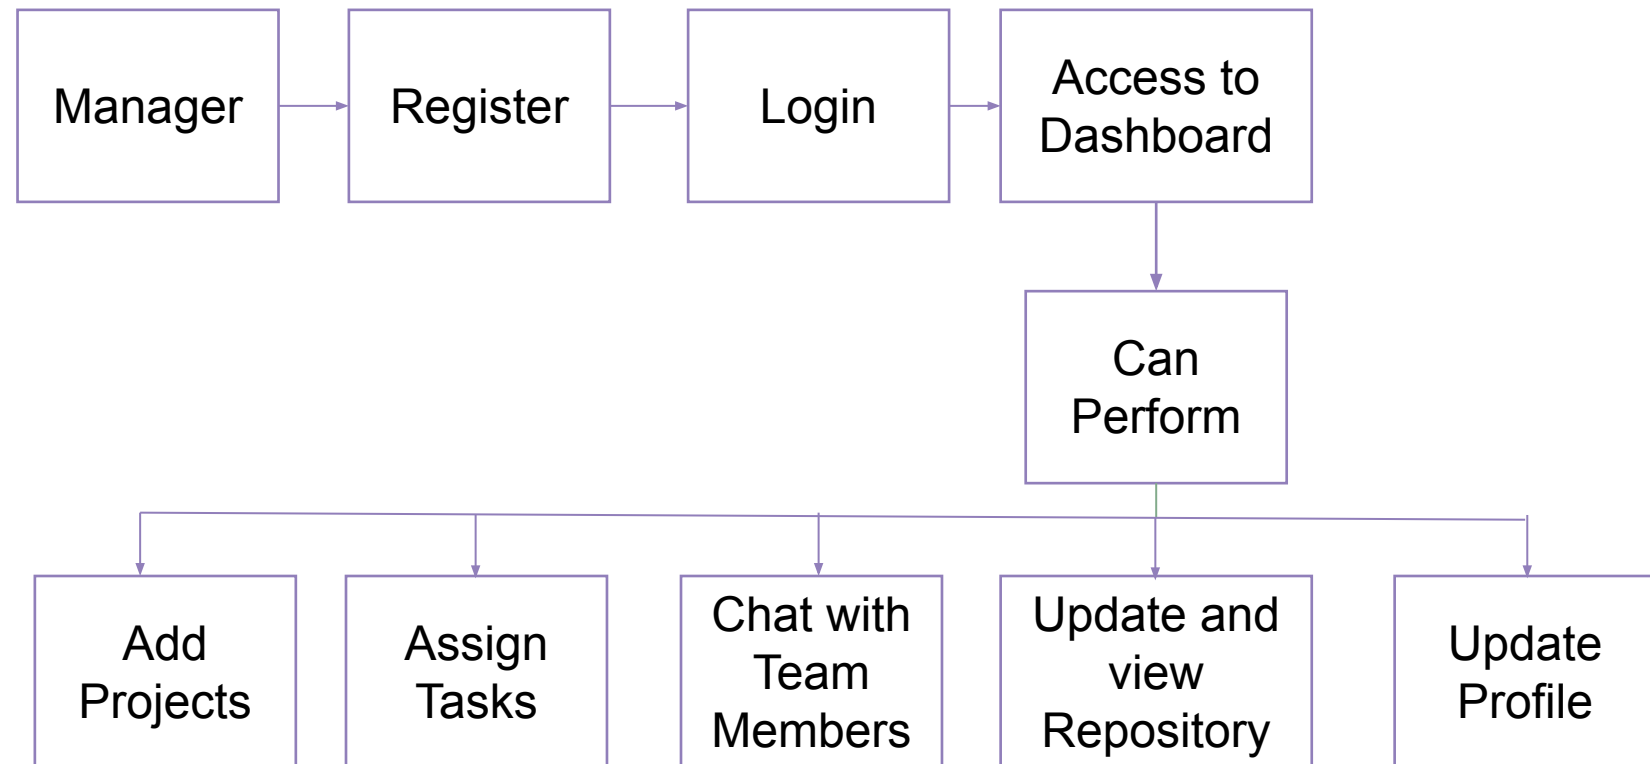 Manager
Register
Login
Access to
Dashboard
Can
Perform
Add
Projects
Assign
Tasks
Chat with
Team
Members
Update and
view
Repository
Update
Profile